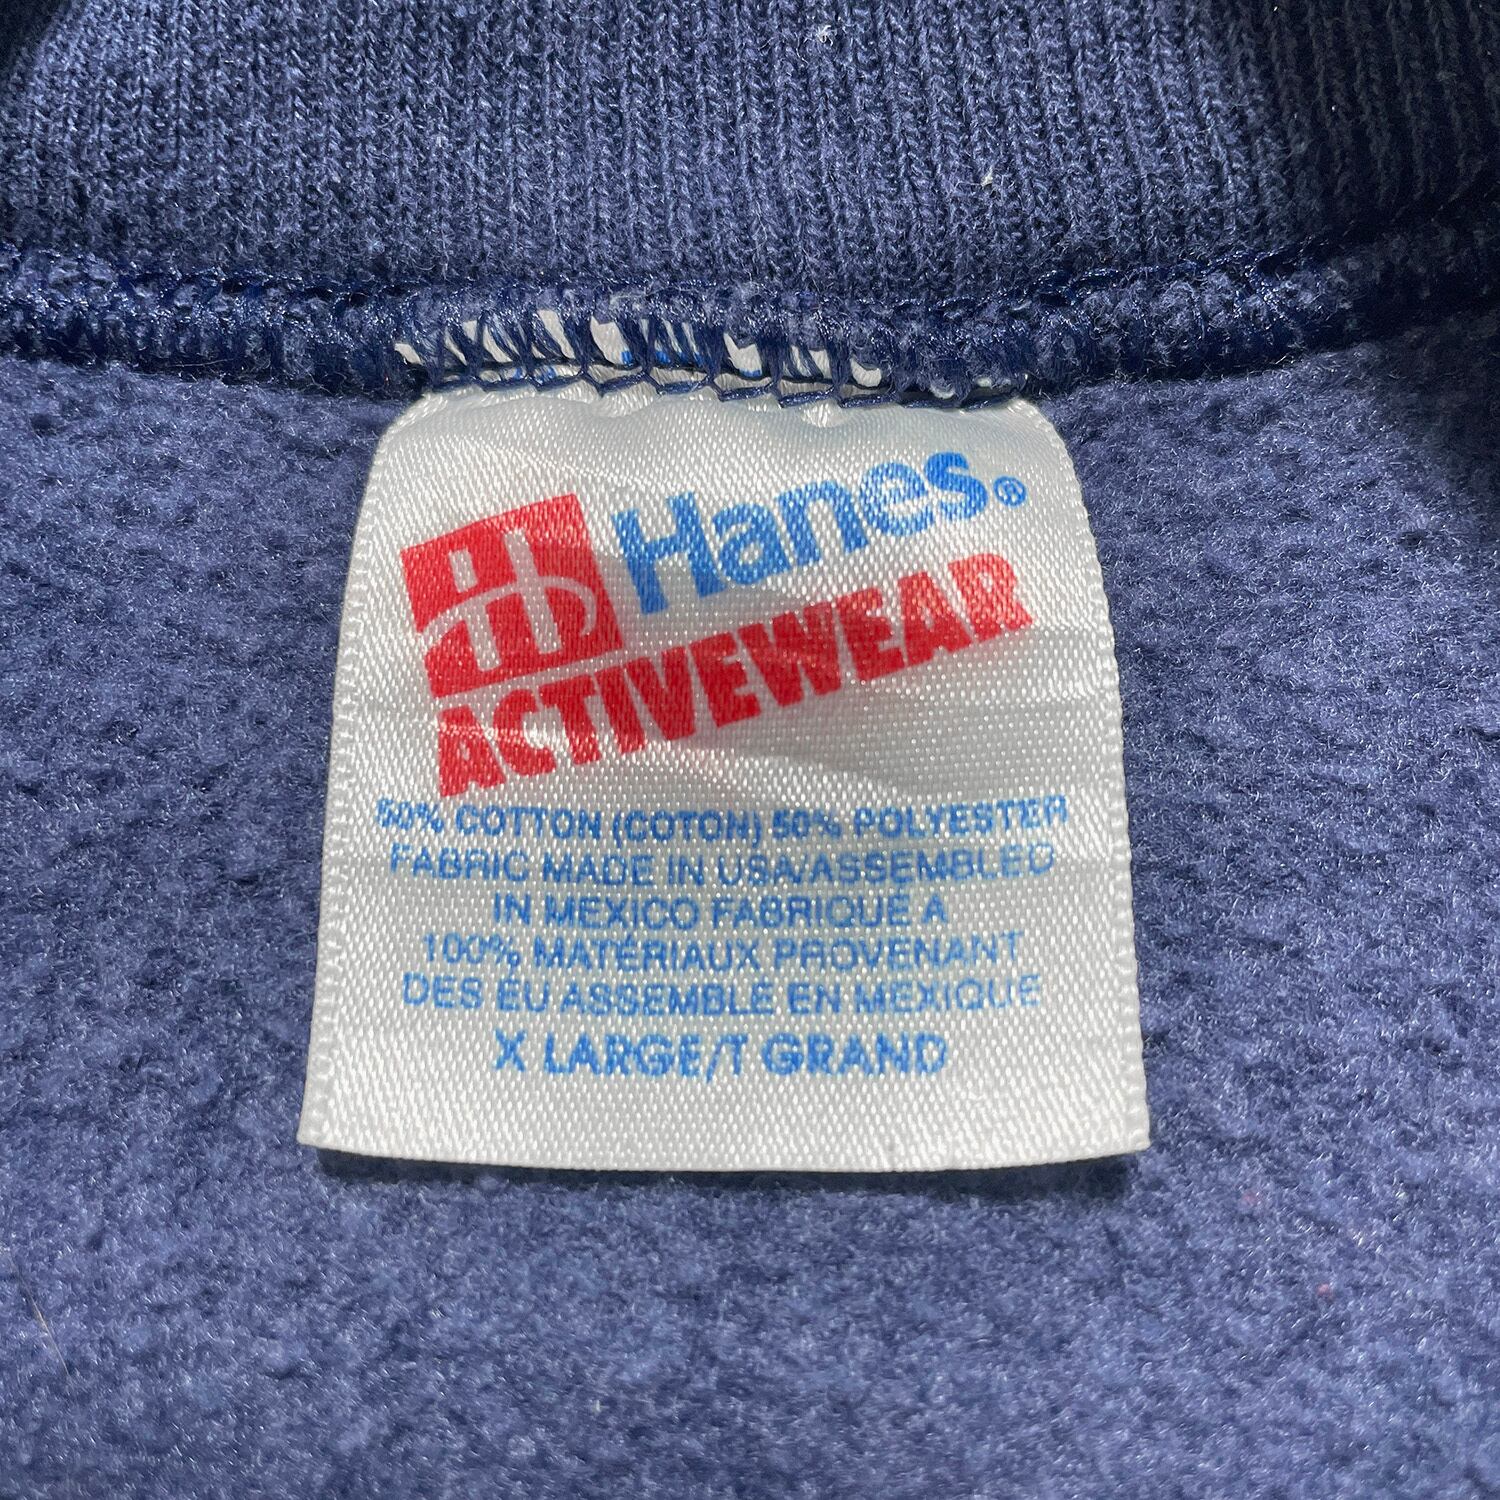 Hanes®
ACTIVEWEAR
50% COTTON (COTON) 50% POLYESTER
FABRIC MADE IN USA/ASSEMBLED
IN MEXICO FABRIQUÉ A
100% MATÉRIAUX PROVENANT
DES EU ASSEMBLÉ EN MEXIQUE
X LARGE/T GRAND